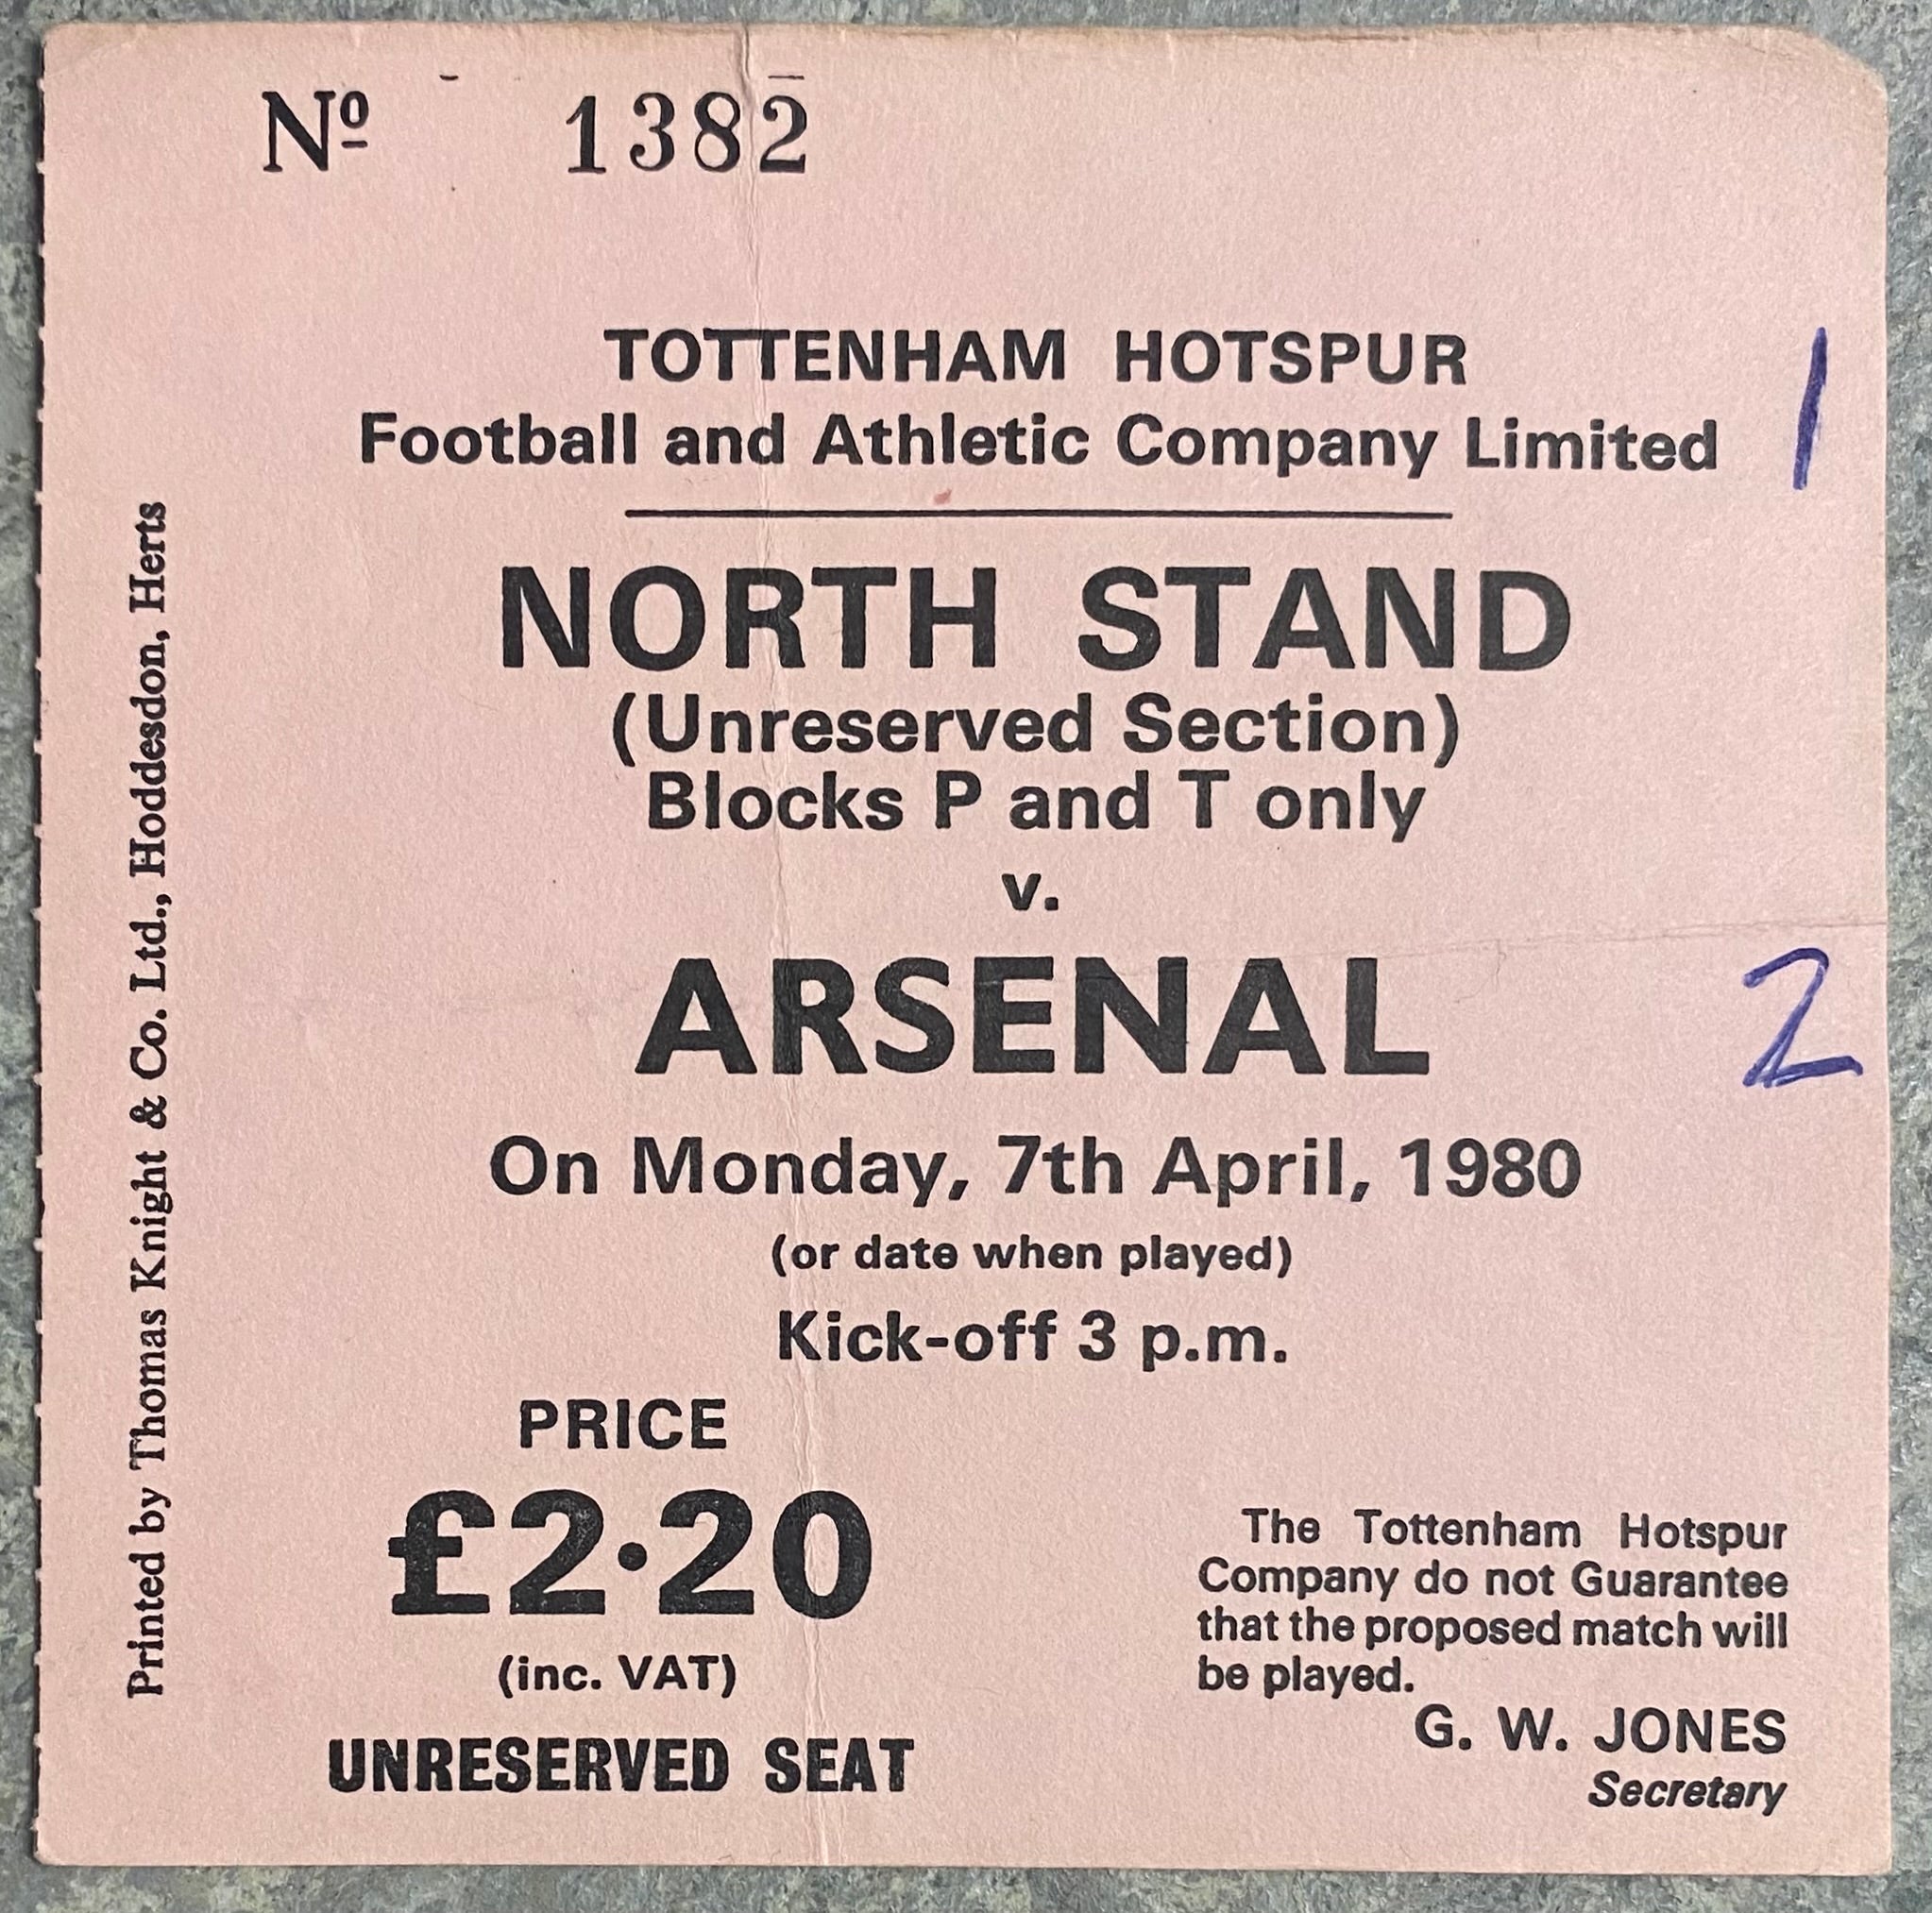 Nº 1382
TOTTENHAM HOTSPUR
Football and Athletic Company Limited
1
NORTH STAND
(Unreserved Section)
Blocks P and T only
v.
ARSENAL
2
On Monday, 7th April, 1980
(or date when played)
Kick-off 3 p.m.
PRICE
£2·20
(inc. VAT)
UNRESERVED SEAT
The Tottenham Hotspur
Company do not Guarantee
that the proposed match will
be played.
G. W. JONES
Secretary
Printed by Thomas Knight & Co. Ltd., Hoddesdon, Herts